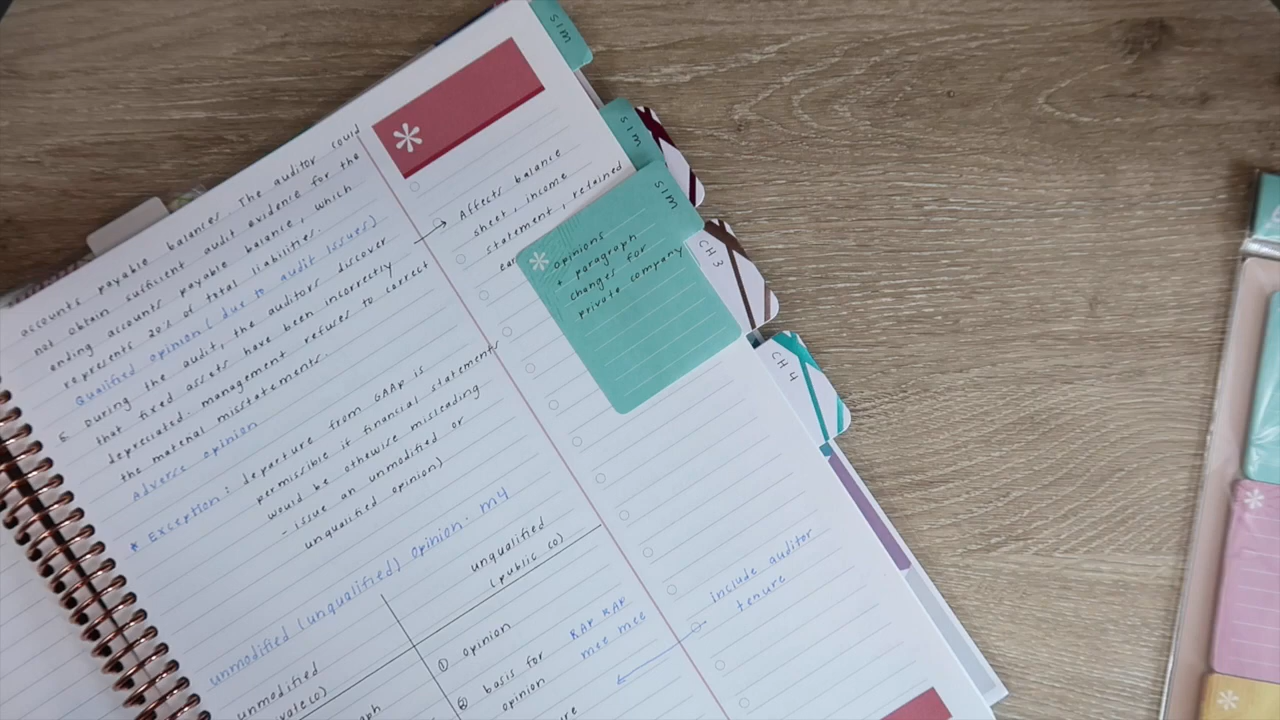 accounts payable balances. The auditor could
not obtain sufficient audit evidence for the
ending accounts payable balance, which
represents 20% of total liabilities.
Qualified opinion (due to audit issues)
6. During the audit, the auditors discover
that fixed assets have been incorrectly
depreciated. management refuses to correct
the material misstatements.
Adverse opinion
* Exception: departure from GAAP is
permissible if financial statements
would be otherwise misleading
- issue an unmodified or
unqualified opinion)
unmodified (unqualified) opinion: m4
unmodified
unqualified
(public co)
① opinion
② basis for
opinion
RAP RAP
mee mee
Affects balance
sheet, income
statement, retained
include auditor
tenure
SIM
SIM
SIM
* opinions
+ paragraph
changes for
private company
CH 3
CH 4